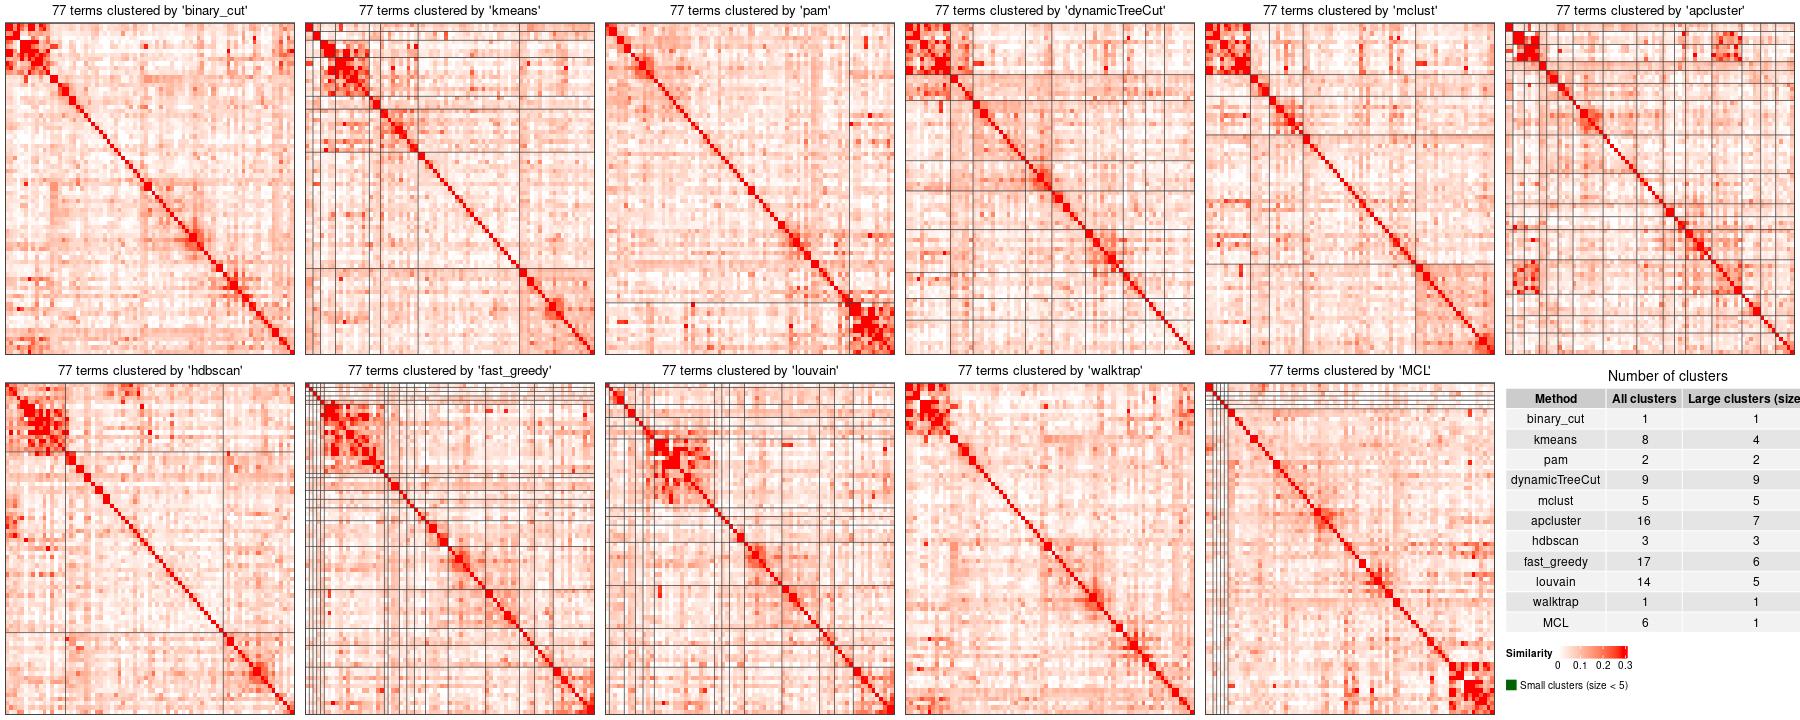 77 terms clustered by 'binary_cut'
77 terms clustered by 'kmeans'
77 terms clustered by 'pam'
77 terms clustered by 'dynamicTreeCut'
77 terms clustered by 'mclust'
77 terms clustered by 'apcluster'
77 terms clustered by 'hdbscan'
77 terms clustered by 'fast_greedy'
77 terms clustered by 'louvain'
77 terms clustered by 'walktrap'
77 terms clustered by 'MCL'
Number of clusters
Method All clusters Large clusters (size
binary_cut 1 1
kmeans 8 4
pam 2 2
dynamicTreeCut 9 9
mclust 5 5
apcluster 16 7
hdbscan 3 3
fast_greedy 17 6
louvain 14 5
walktrap 1 1
MCL 6 1
Similarity
0 0.1 0.2 0.3
Small clusters (size < 5)